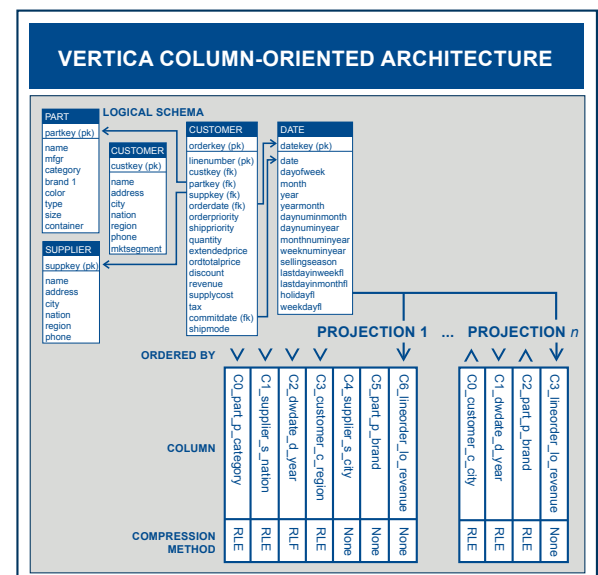 VERTICA COLUMN-ORIENTED ARCHITECTURE
LOGICAL SCHEMA
PART
partkey (pk)
name
mfgr
category
brand 1
color
type
size
container
CUSTOMER
custkey (pk)
name
address
city
nation
region
phone
mktsegment
SUPPLIER
suppkey (pk)
name
address
city
nation
region
phone
CUSTOMER
orderkey (pk)
linenumber (pk)
custkey (fk)
partkey (fk)
suppkey (fk)
orderdate (fk)
orderpriority
shippriority
quantity
extendedprice
ordtotalprice
discount
revenue
supplycost
tax
commitdate (fk)
shipmode
DATE
datekey (pk)
date
dayofweek
month
year
yearmonth
daynuminmonth
daynuminyear
monthnuminyear
weeknuminyear
sellingseason
lastdayinweekfl
lastdayinmonthfl
holidayfl
weekdayfl
PROJECTION 1 ... PROJECTION n
ORDERED BY
COLUMN
C0_part_p_category
C1_supplier_s_nation
C2_dwdate_d_year
C3_customer_c_region
C4_supplier_s_city
C5_part_p_brand
C6_lineorder_lo_revenue
C0_customer_c_city
C1_dwdate_d_year
C2_part_p_brand
C3_lineorder_lo_revenue
COMPRESSION
METHOD
RLE
RLE
RLF
RLE
None
None
None
RLE
RLE
RLE
None